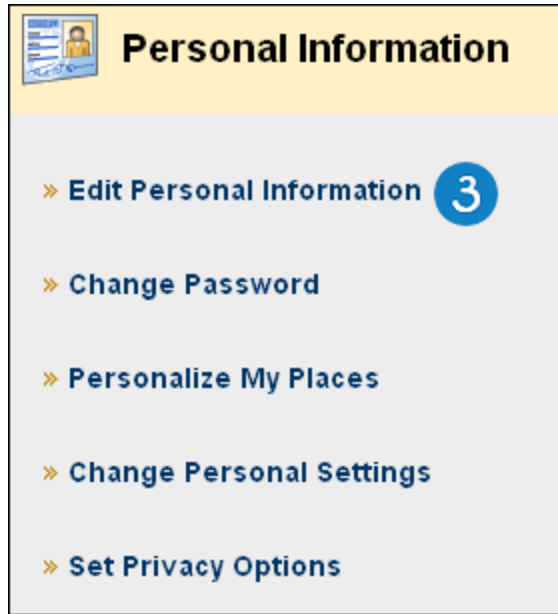 Personal Information
» Edit Personal Information 3
» Change Password
» Personalize My Places
» Change Personal Settings
» Set Privacy Options